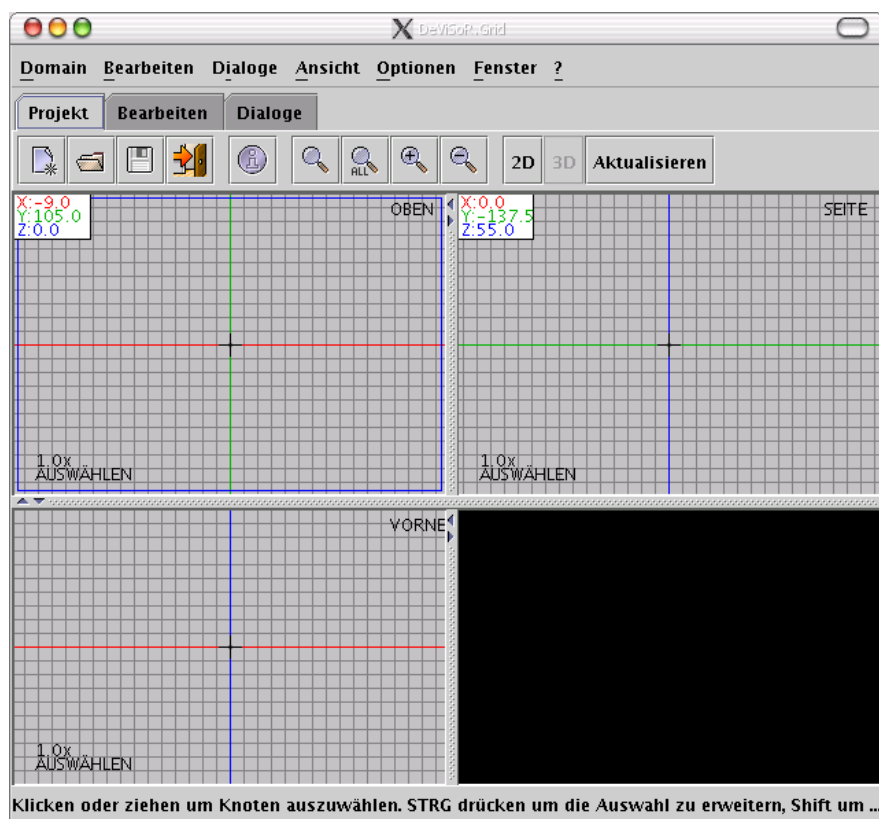 DeViSoR.Grid
Domain Bearbeiten Dialoge Ansicht Optionen Fenster ?
Projekt Bearbeiten Dialoge
ALL 2D 3D Aktualisieren
X:-9.0
Y:105.0
Z:0.0
OBEN
1.0x
AUSWÄHLEN
X:0.0
Y:-137.5
Z:55.0
SEITE
1.0x
AUSWÄHLEN
VORNE
1.0x
AUSWÄHLEN
Klicken oder ziehen um Knoten auszuwählen. STRG drücken um die Auswahl zu erweitern, Shift um ...